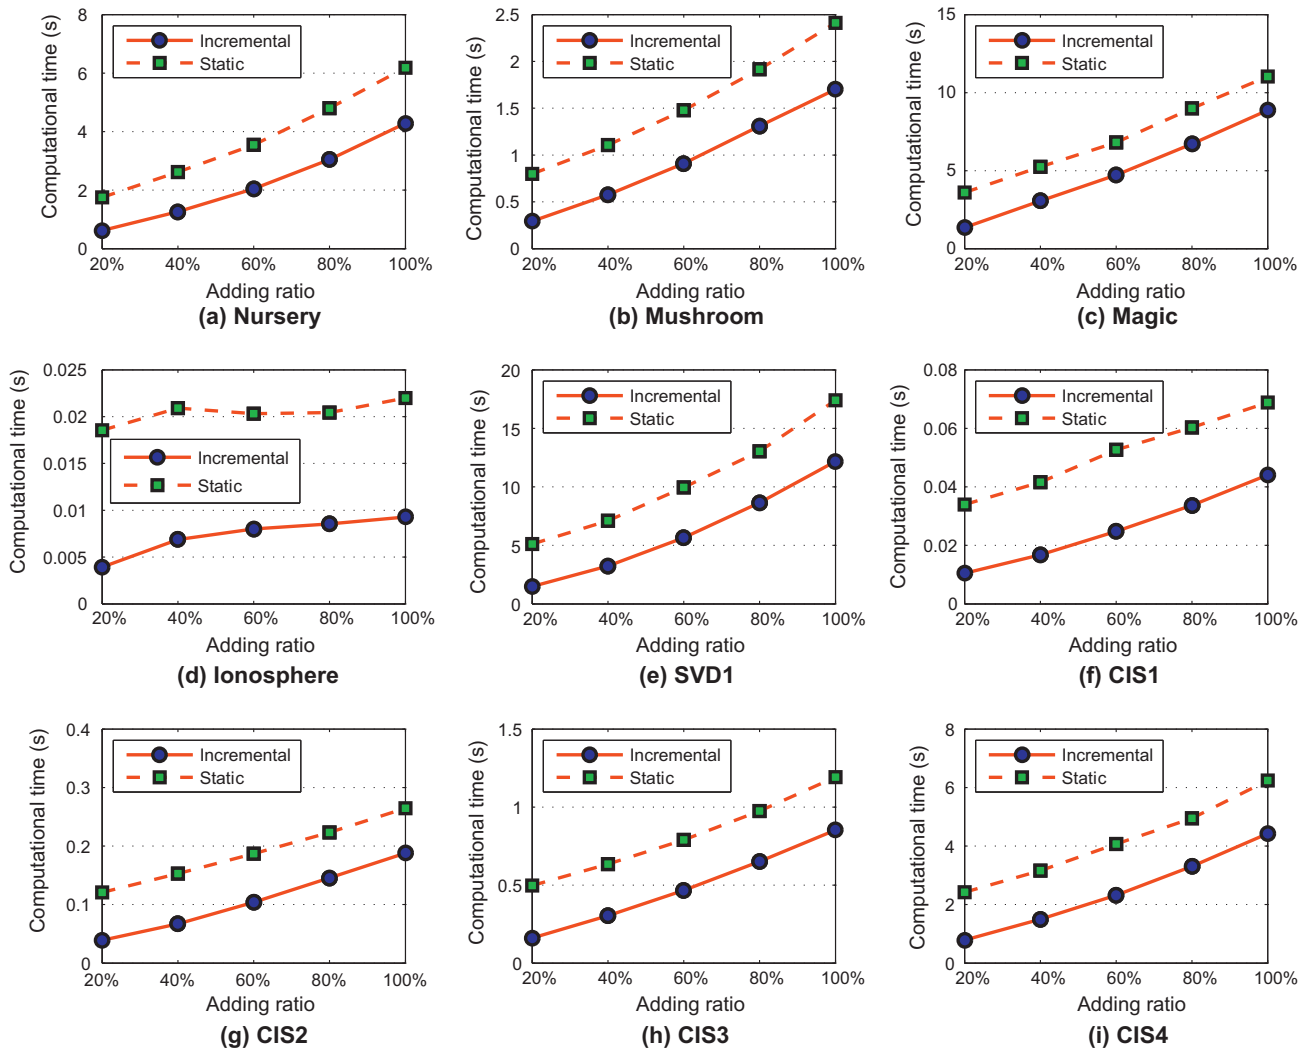 Computational time (s)
8
6
4
2
0
Incremental
Static
20% 40% 60% 80% 100%
Adding ratio
(a) Nursery
Computational time (s)
2.5
2
1.5
1
0.5
0
Incremental
Static
20% 40% 60% 80% 100%
Adding ratio
(b) Mushroom
Computational time (s)
15
10
5
0
Incremental
Static
20% 40% 60% 80% 100%
Adding ratio
(c) Magic
Computational time (s)
0.025
0.02
0.015
0.01
0.005
0
Incremental
Static
20% 40% 60% 80% 100%
Adding ratio
(d) Ionosphere
Computational time (s)
20
15
10
5
0
Incremental
Static
20% 40% 60% 80% 100%
Adding ratio
(e) SVD1
Computational time (s)
0.08
0.06
0.04
0.02
0
Incremental
Static
20% 40% 60% 80% 100%
Adding ratio
(f) CIS1
Computational time (s)
0.4
0.3
0.2
0.1
0
Incremental
Static
20% 40% 60% 80% 100%
Adding ratio
(g) CIS2
Computational time (s)
1.5
1
0.5
0
Incremental
Static
20% 40% 60% 80% 100%
Adding ratio
(h) CIS3
Computational time (s)
8
6
4
2
0
Incremental
Static
20% 40% 60% 80% 100%
Adding ratio
(i) CIS4